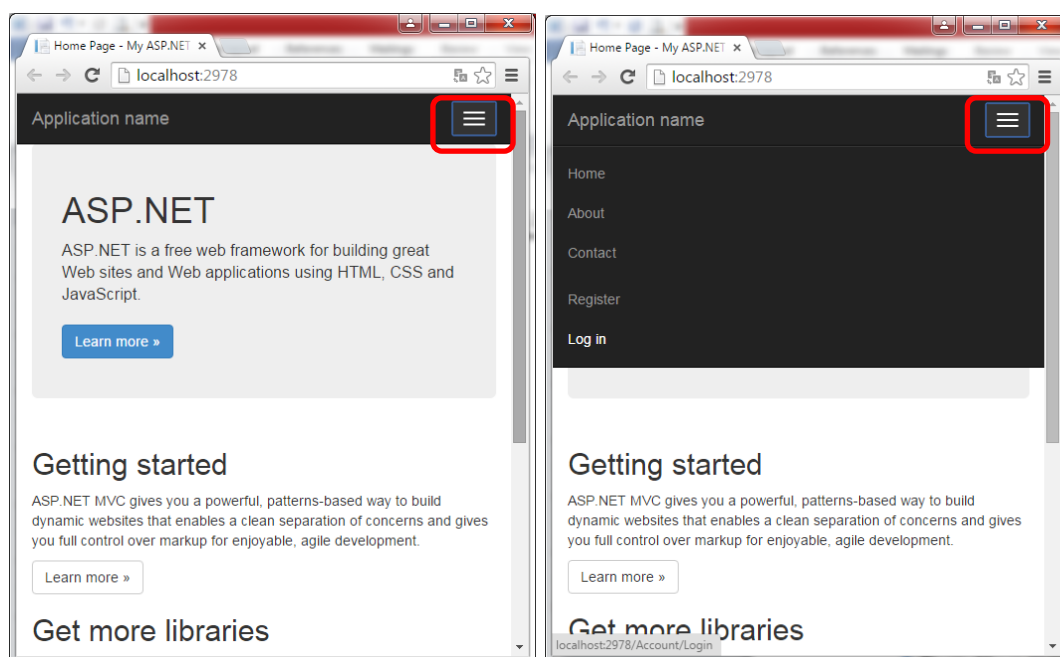 Home Page - My ASP.NET
localhost:2978
Application name
ASP.NET
ASP.NET is a free web framework for building great
Web sites and Web applications using HTML, CSS and
JavaScript.
Learn more »
Getting started
ASP.NET MVC gives you a powerful, patterns-based way to build
dynamic websites that enables a clean separation of concerns and gives
you full control over markup for enjoyable, agile development.
Learn more »
Get more libraries
Home Page - My ASP.NET
localhost:2978
Application name
Home
About
Contact
Register
Log in
Getting started
ASP.NET MVC gives you a powerful, patterns-based way to build
dynamic websites that enables a clean separation of concerns and gives
you full control over markup for enjoyable, agile development.
Learn more »
Get more libraries
localhost:2978/Account/Login